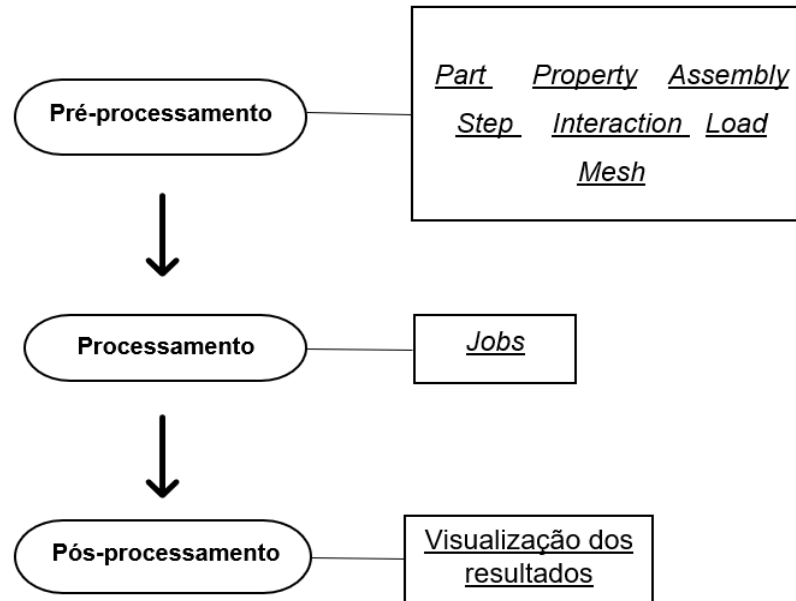 Pré-processamento
Part Property Assembly
Step Interaction Load
Mesh
Processamento
Jobs
Pós-processamento
Visualização dos
resultados